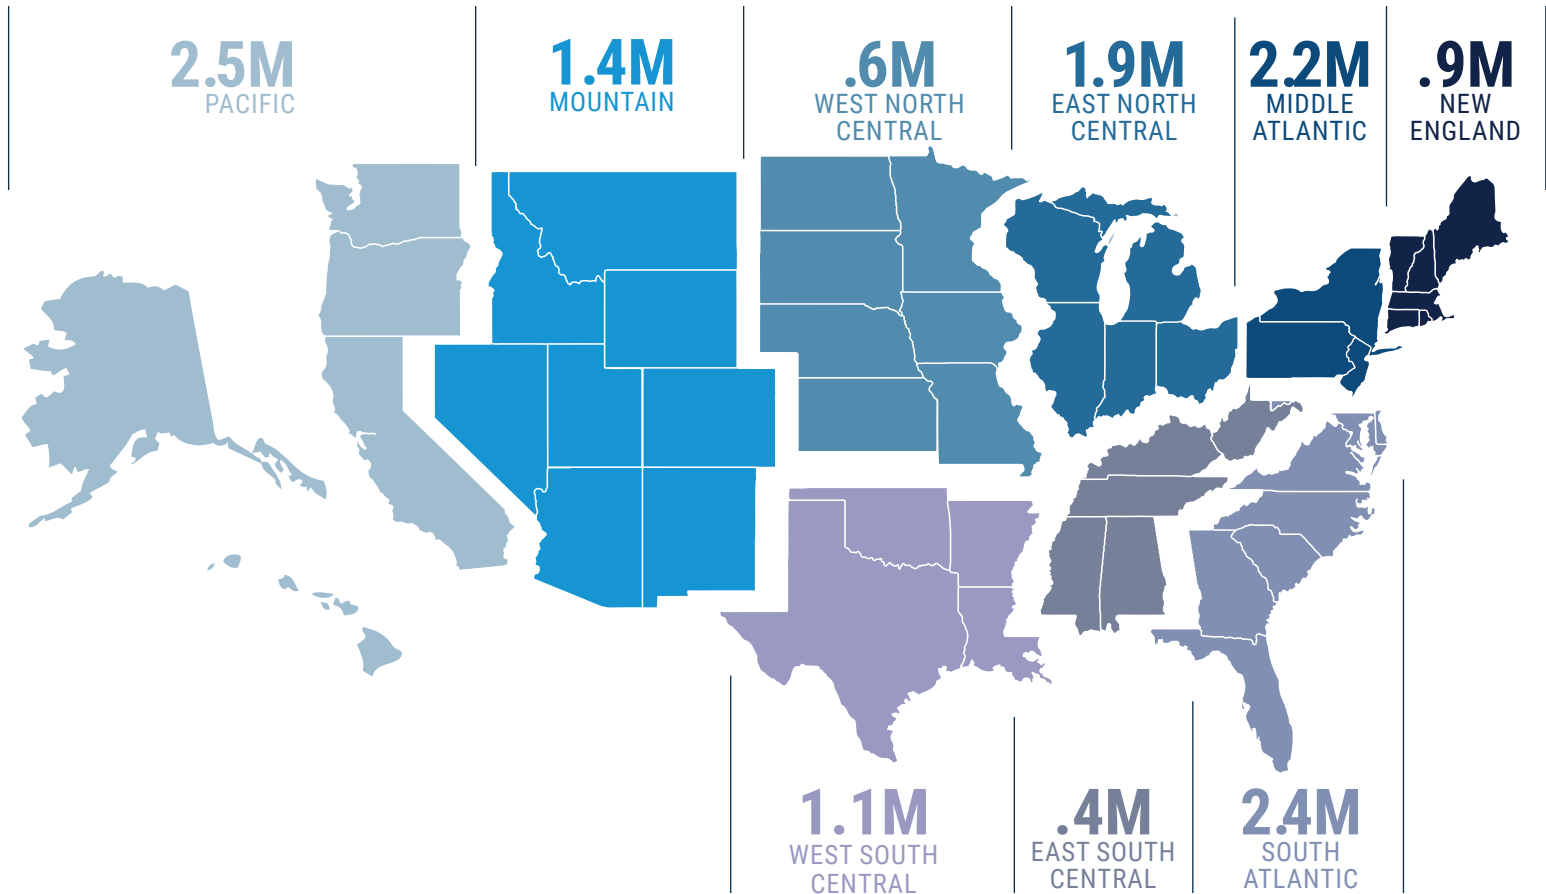 2.5M
PACIFIC
1.4M
MOUNTAIN
.6M
WEST NORTH
CENTRAL
1.9M
EAST NORTH
CENTRAL
2.2M
MIDDLE
ATLANTIC
.9M
NEW
ENGLAND
1.1M
WEST SOUTH
CENTRAL
.4M
EAST SOUTH
CENTRAL
2.4M
SOUTH
ATLANTIC